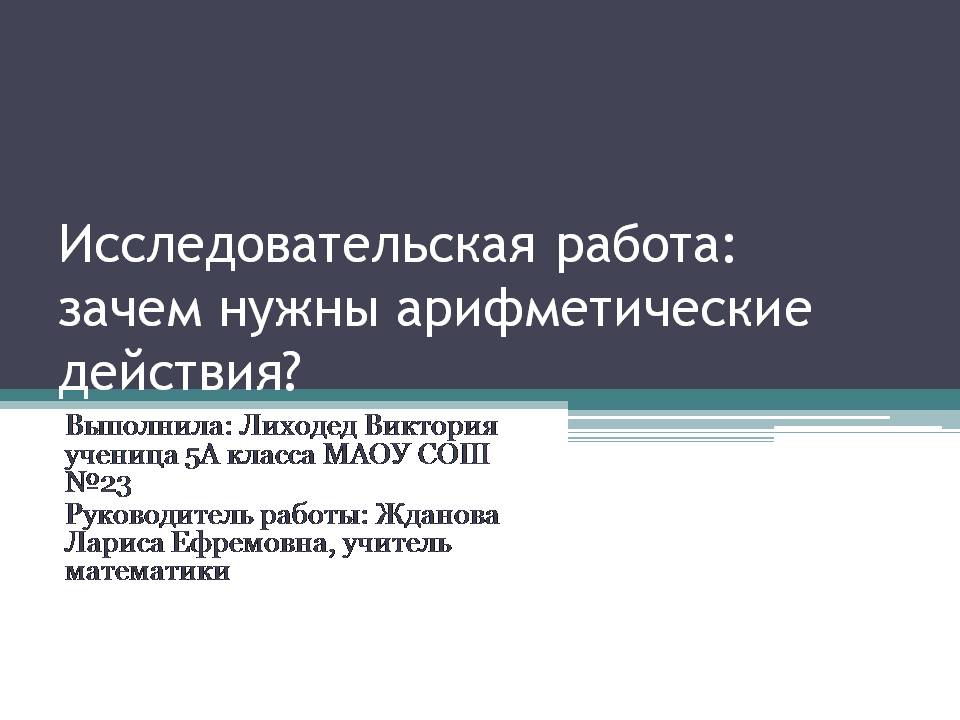 Исследовательская работа:
зачем нужны арифметические
действия?
Выполнила: Лиходед Виктория
ученица 5А класса МАОУ СОШ
№23
Руководитель работы: Жданова
Лариса Ефремовна, учитель
математики